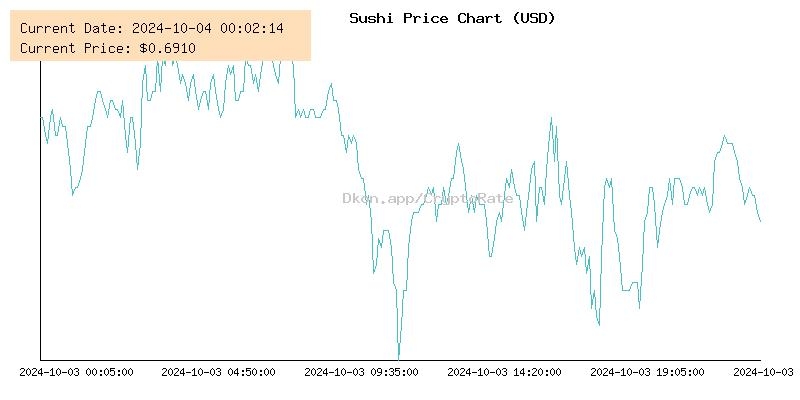 Sushi Price Chart (USD)
Current Date: 2024-10-04 00:02:14
Current Price: $0.6910
Dkon.app/CryptoRate
2024-10-03 00:05:00 2024-10-03 04:50:00 2024-10-03 09:35:00 2024-10-03 14:20:00 2024-10-03 19:05:00 2024-10-03